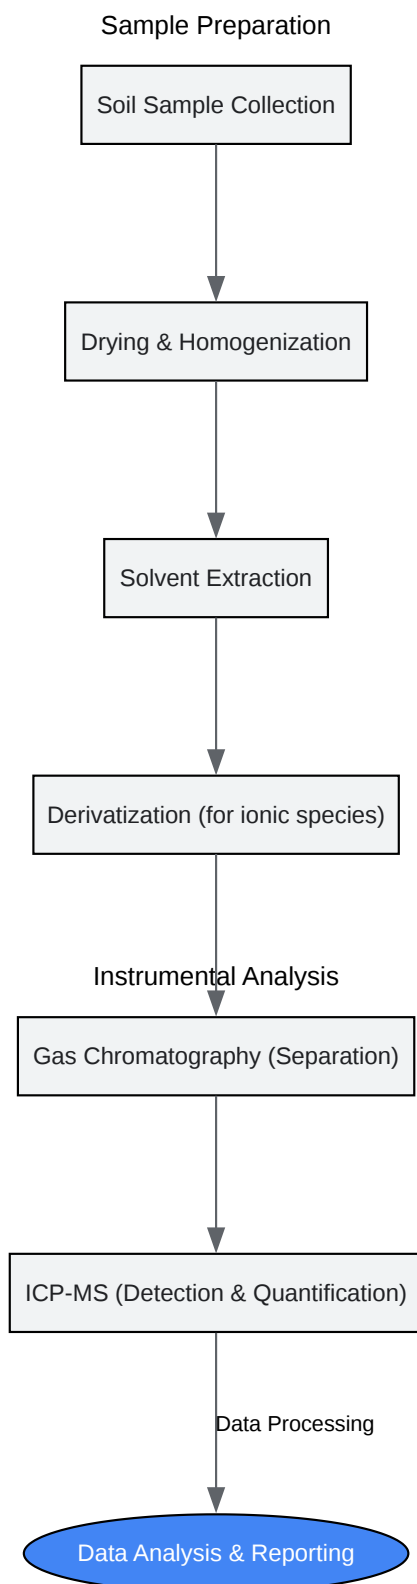 Sample Preparation
Soil Sample Collection
Drying & Homogenization
Solvent Extraction
Derivatization (for ionic species)
Instrumental Analysis
Gas Chromatography (Separation)
ICP-MS (Detection & Quantification)
Data Processing
Data Analysis & Reporting